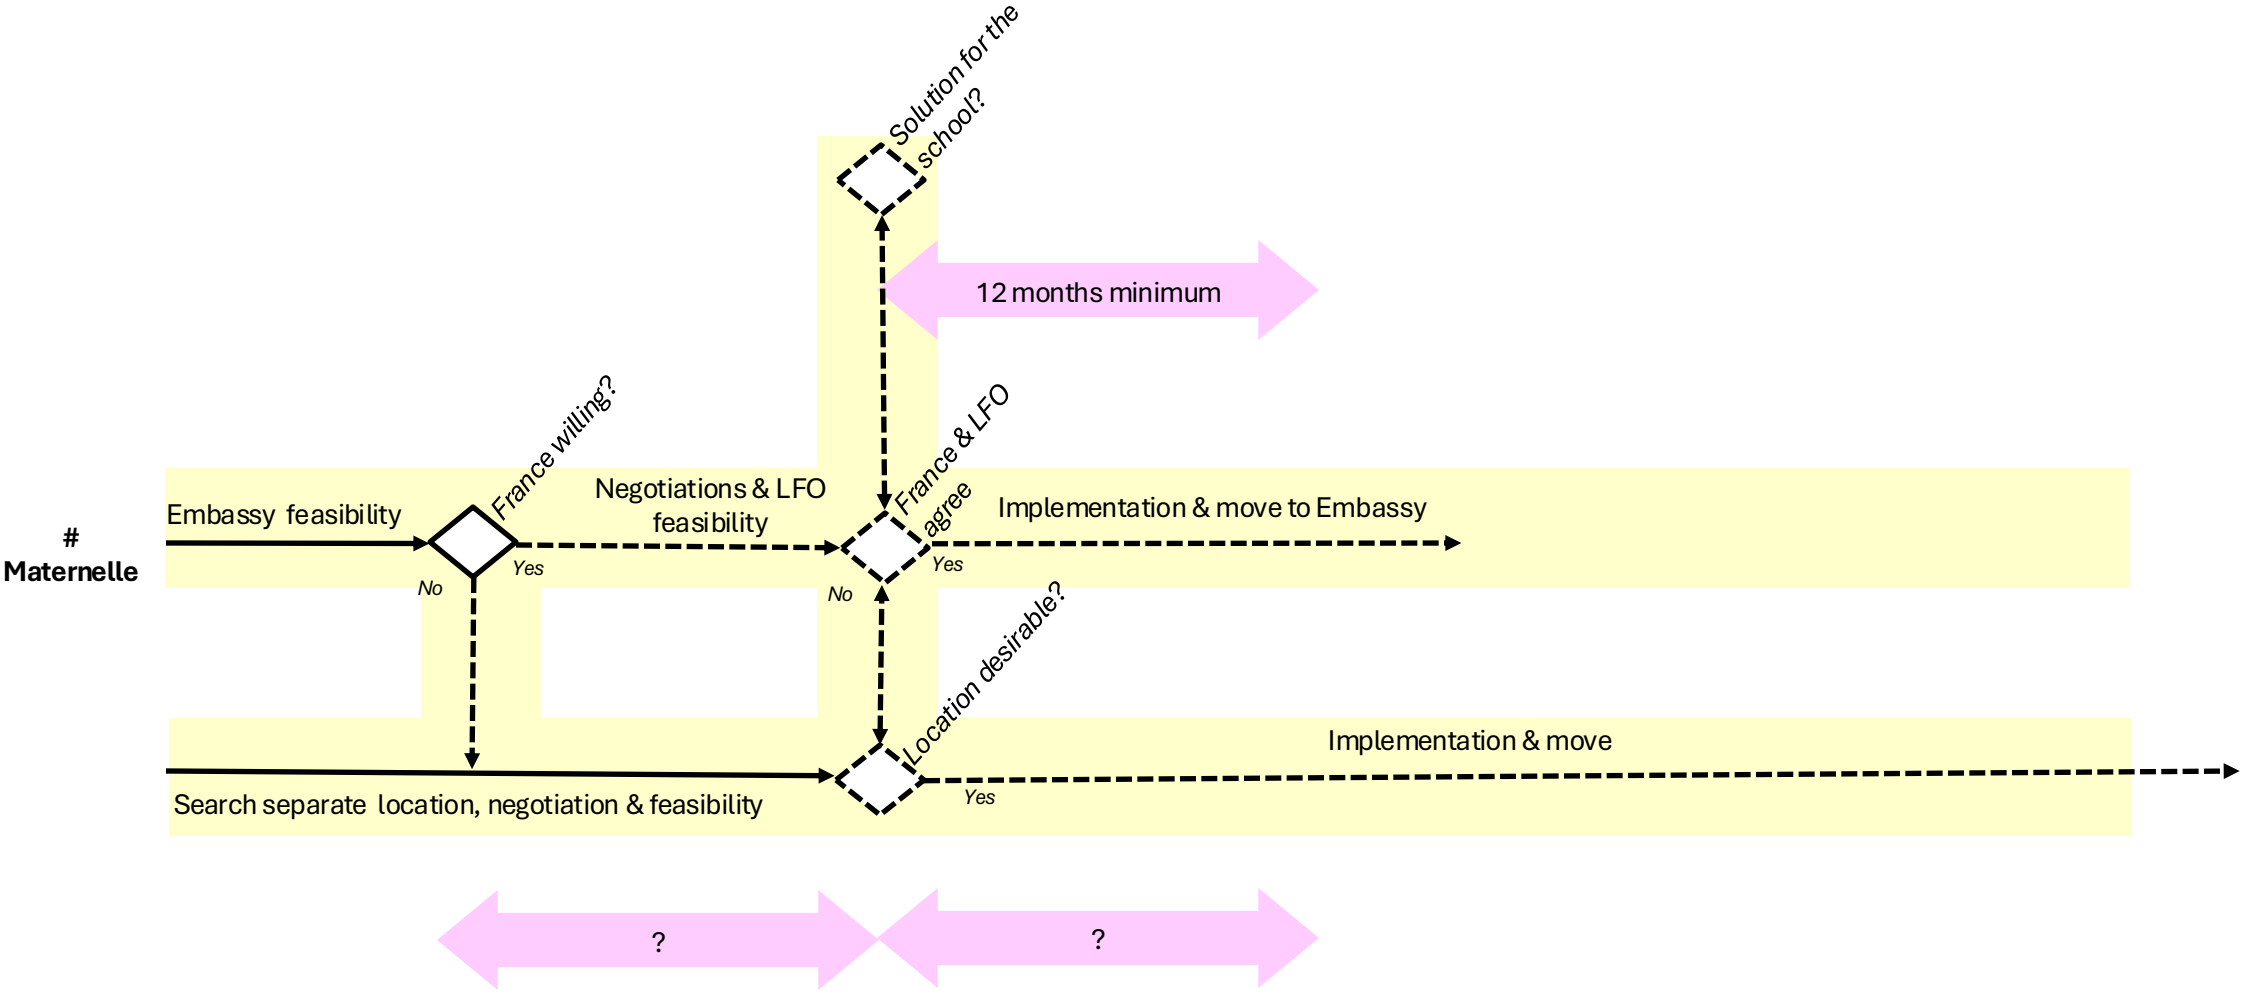 Solution for the
school?
12 months minimum
France willing?
France & LFO
agree
Embassy feasibility
Negotiations & LFO
feasibility
Implementation & move to Embassy
#
Maternelle
No
Yes
No
Yes
Location desirable?
Implementation & move
Search separate location, negotiation & feasibility
Yes
?
?